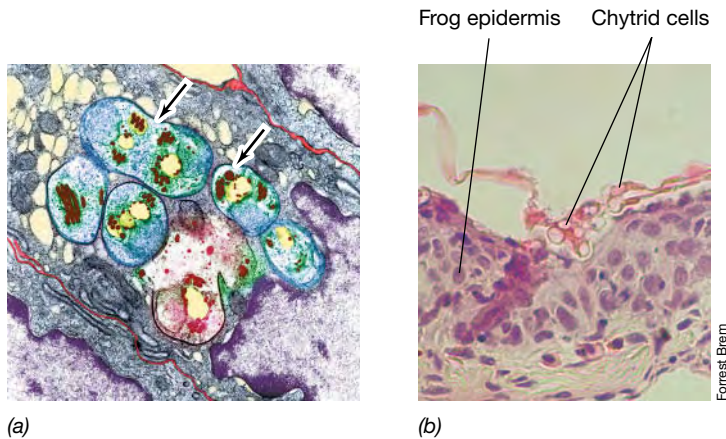 Frog epidermis
Chytrid cells
Forrest Brem
(a)
(b)